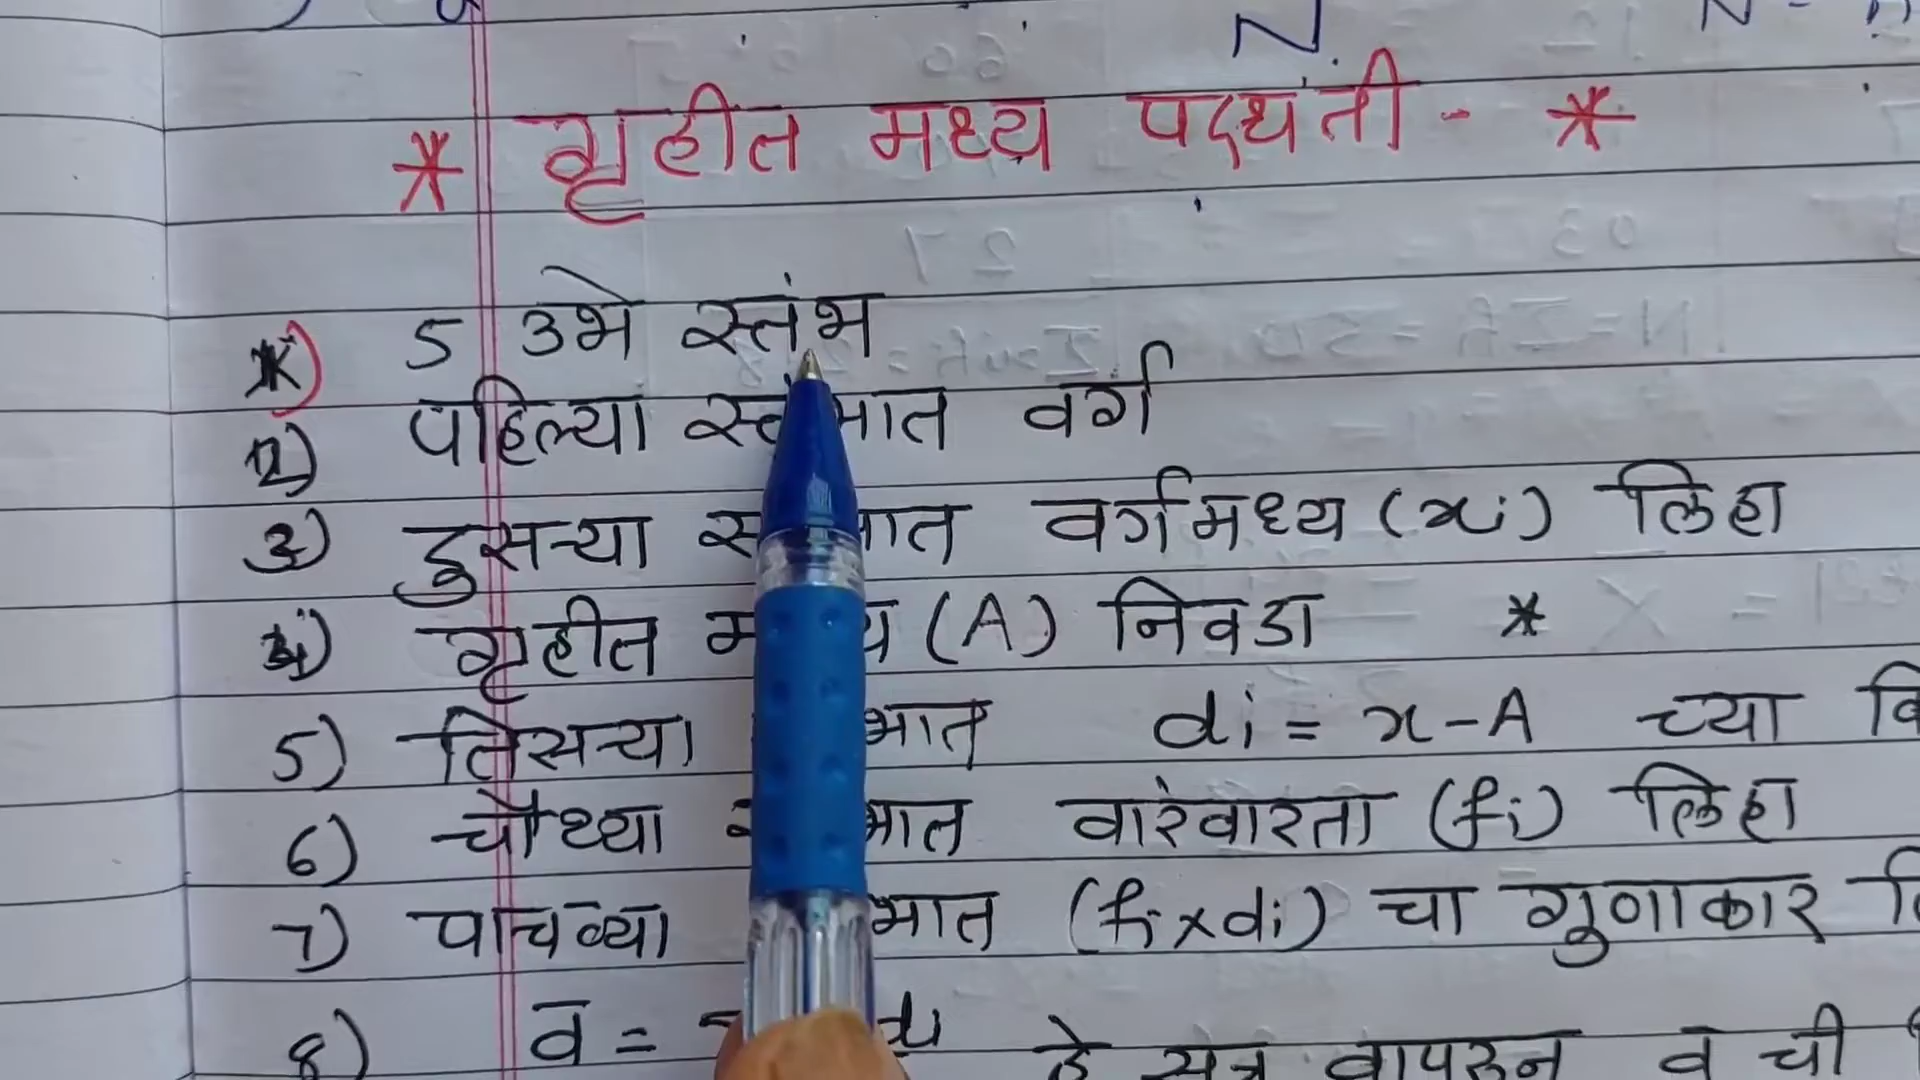 N
* गृहीत मध्य पद्धती - *
1) 5 उभे स्तंभ
2) पहिल्या वर्ग
3) दुसऱ्या वर्गमध्य (xi) लिहा
4) गृहीत (A) निवडा *
5) तिसऱ्या di = x - A च्या
6) चौथ्या वारंवारता (fi) लिहा
7) पाचव्या (fi x di) चा गुणाकार
8) हे सूत्र वापरून ची